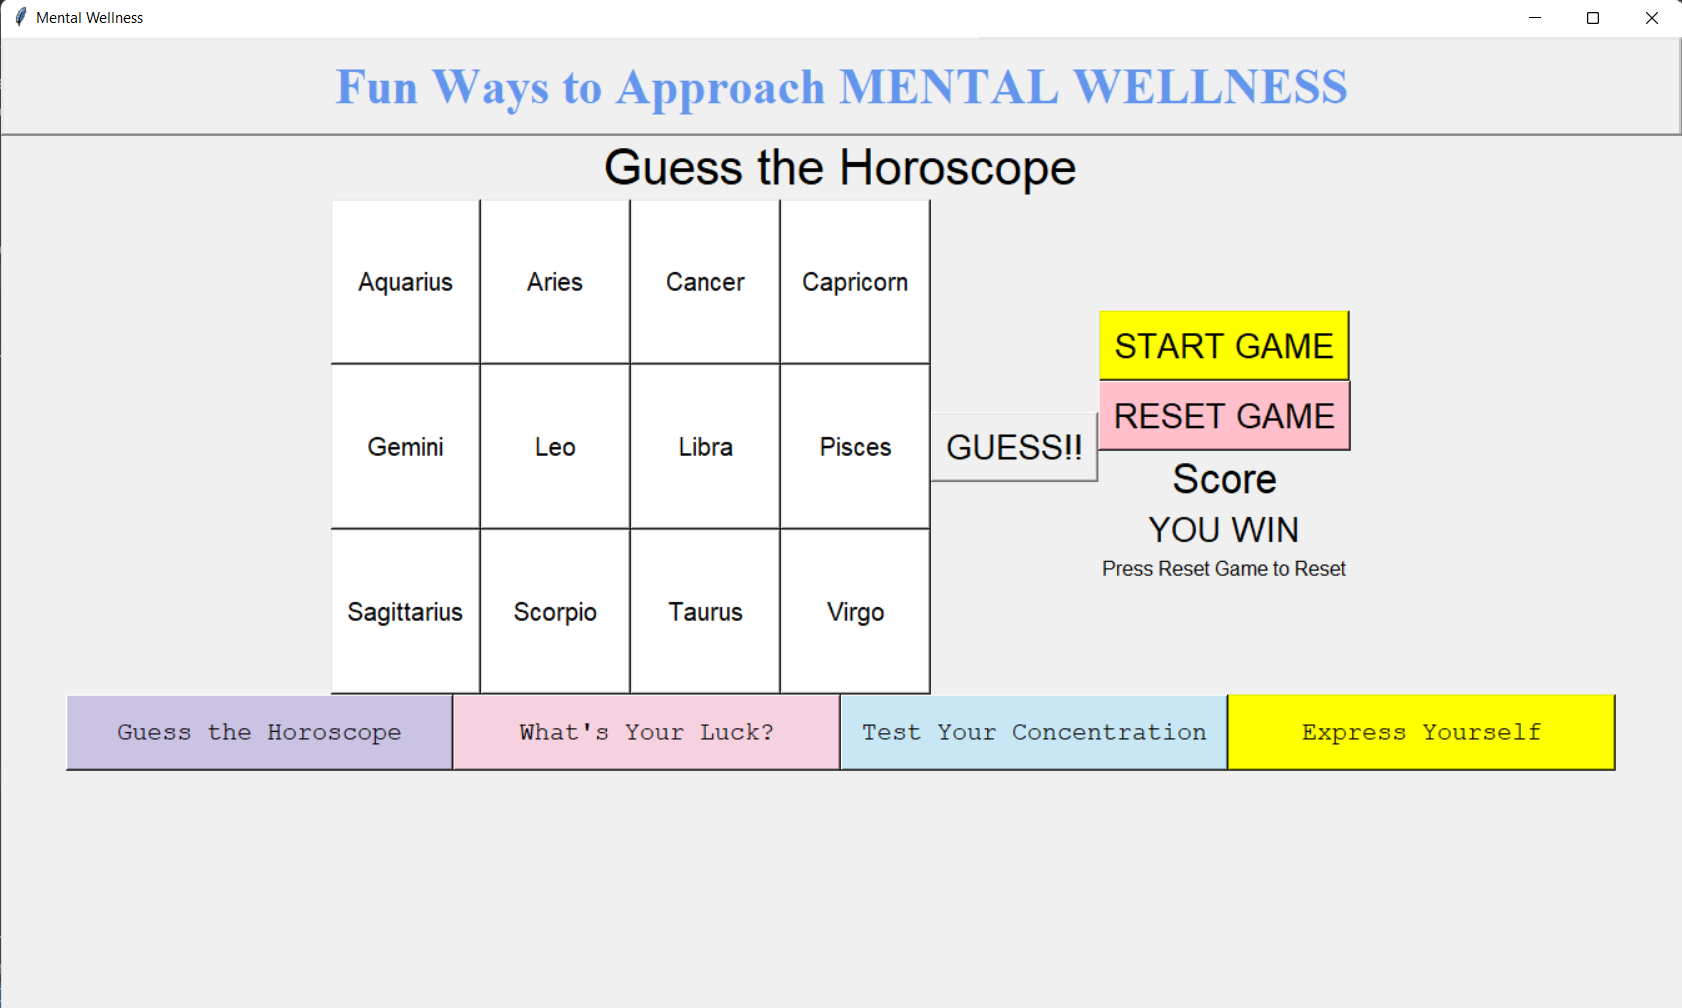 Mental Wellness
Fun Ways to Approach MENTAL WELLNESS
Guess the Horoscope
Aquarius Aries Cancer Capricorn
Gemini Leo Libra Pisces
Sagittarius Scorpio Taurus Virgo
GUESS!!
START GAME
RESET GAME
Score
YOU WIN
Press Reset Game to Reset
Guess the Horoscope What's Your Luck? Test Your Concentration Express Yourself